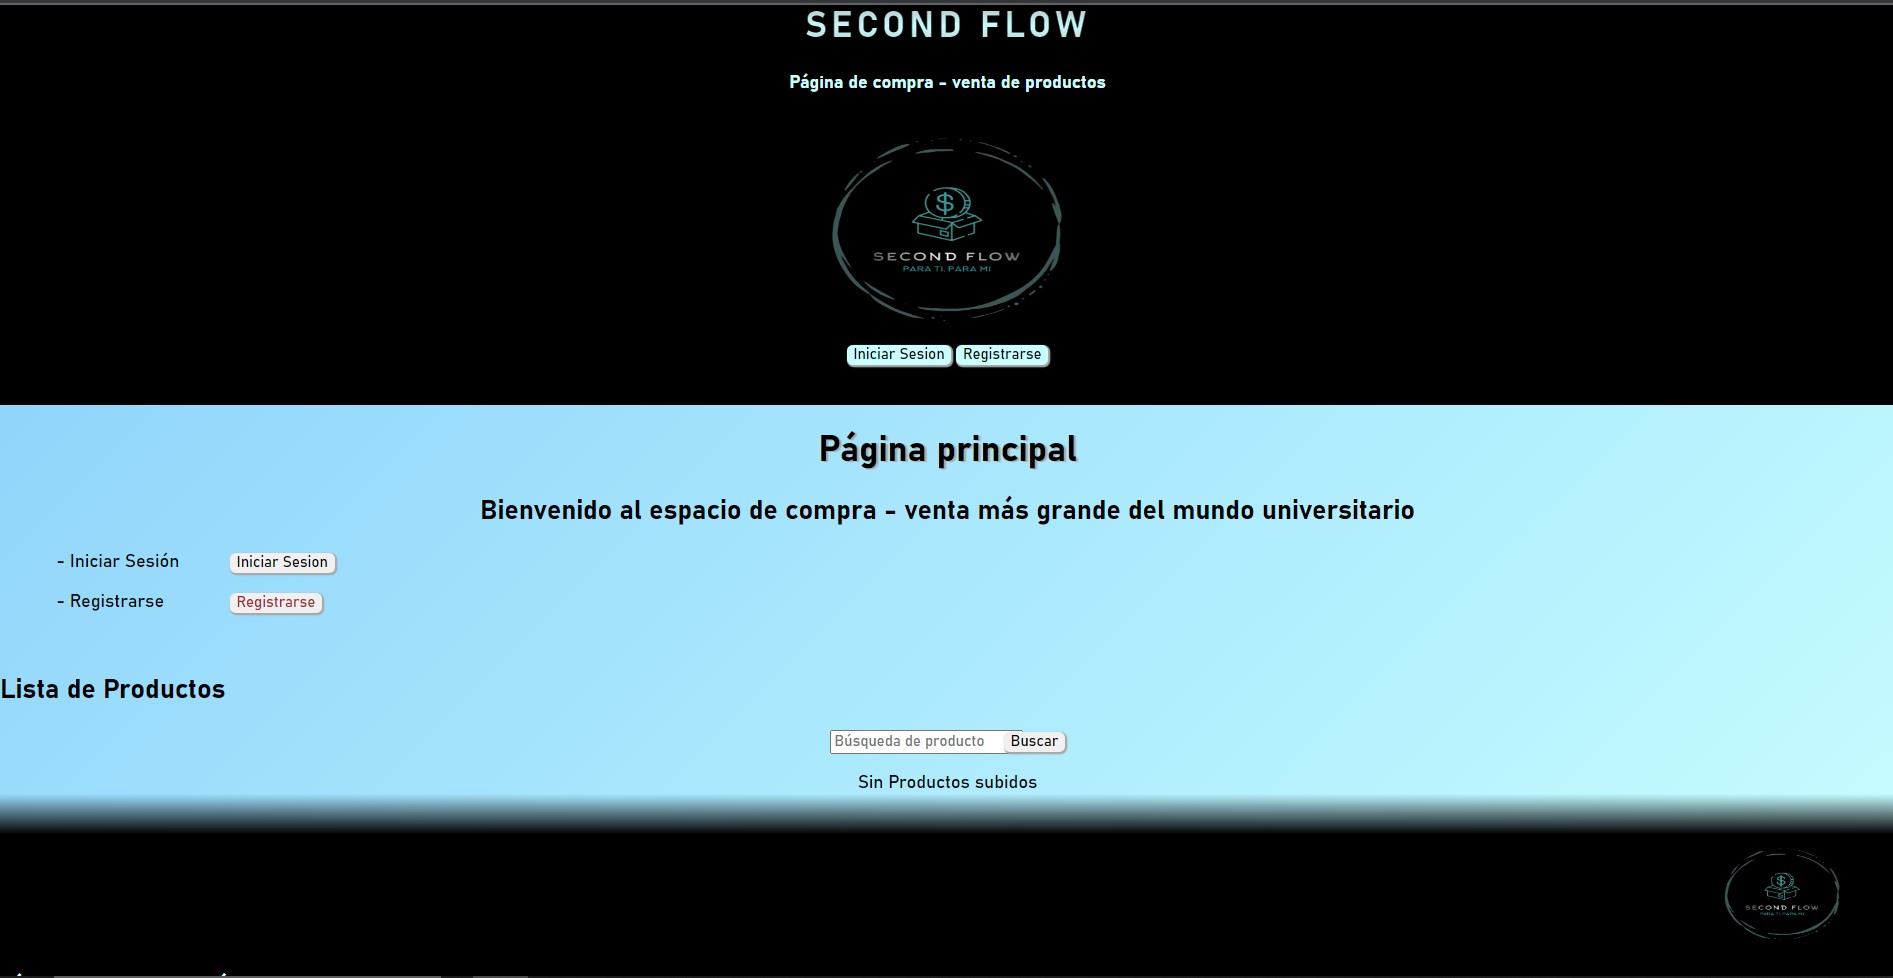 SECOND FLOW
Página de compra - venta de productos
SECOND FLOW
PARA TI, PARA MI
Iniciar Sesion Registrarse
Página principal
Bienvenido al espacio de compra - venta más grande del mundo universitario
- Iniciar Sesión Iniciar Sesion
- Registrarse Registrarse
Lista de Productos
Búsqueda de producto Buscar
Sin Productos subidos
SECOND FLOW
PARA TI, PARA MI